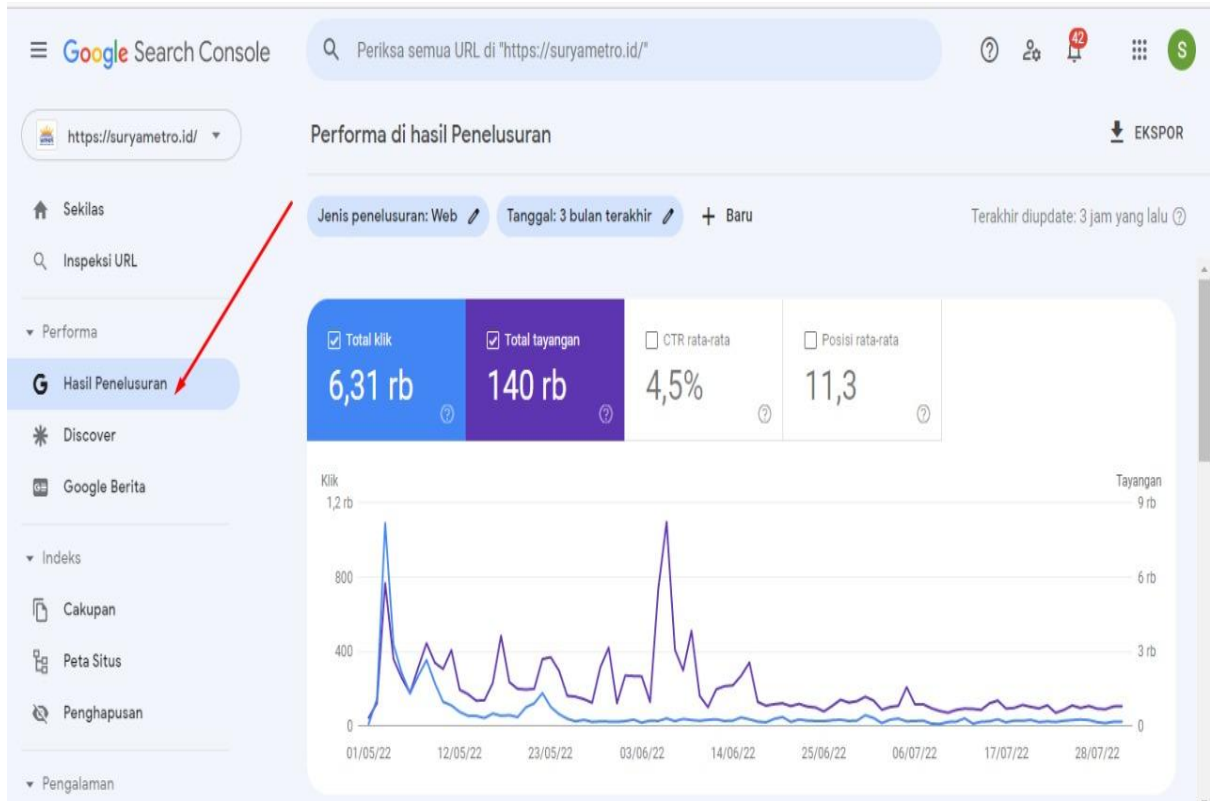 Google Search Console
Periksa semua URL di "https://suryametro.id/"
42
S
https://suryametro.id/
Performa di hasil Penelusuran
EKSPOR
Sekilas
Inspeksi URL
Jenis penelusuran: Web
Tanggal: 3 bulan terakhir
+ Baru
Terakhir diupdate: 3 jam yang lalu
Performa
Hasil Penelusuran
Discover
Google Berita
Indeks
Cakupan
Peta Situs
Penghapusan
Pengalaman
Total klik
6,31 rb
Total tayangan
140 rb
CTR rata-rata
4,5%
Posisi rata-rata
11,3
Klik
Tayangan
1,2 rb
9 rb
800
6 rb
400
3 rb
0
0
01/05/22
12/05/22
23/05/22
03/06/22
14/06/22
25/06/22
06/07/22
17/07/22
28/07/22